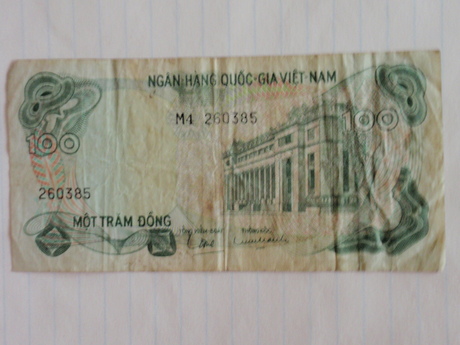 NGÂN-HÀNG QUỐC-GIA VIỆT-NAM
M4 260385
100
100
260385
MỘT TRĂM ĐỒNG